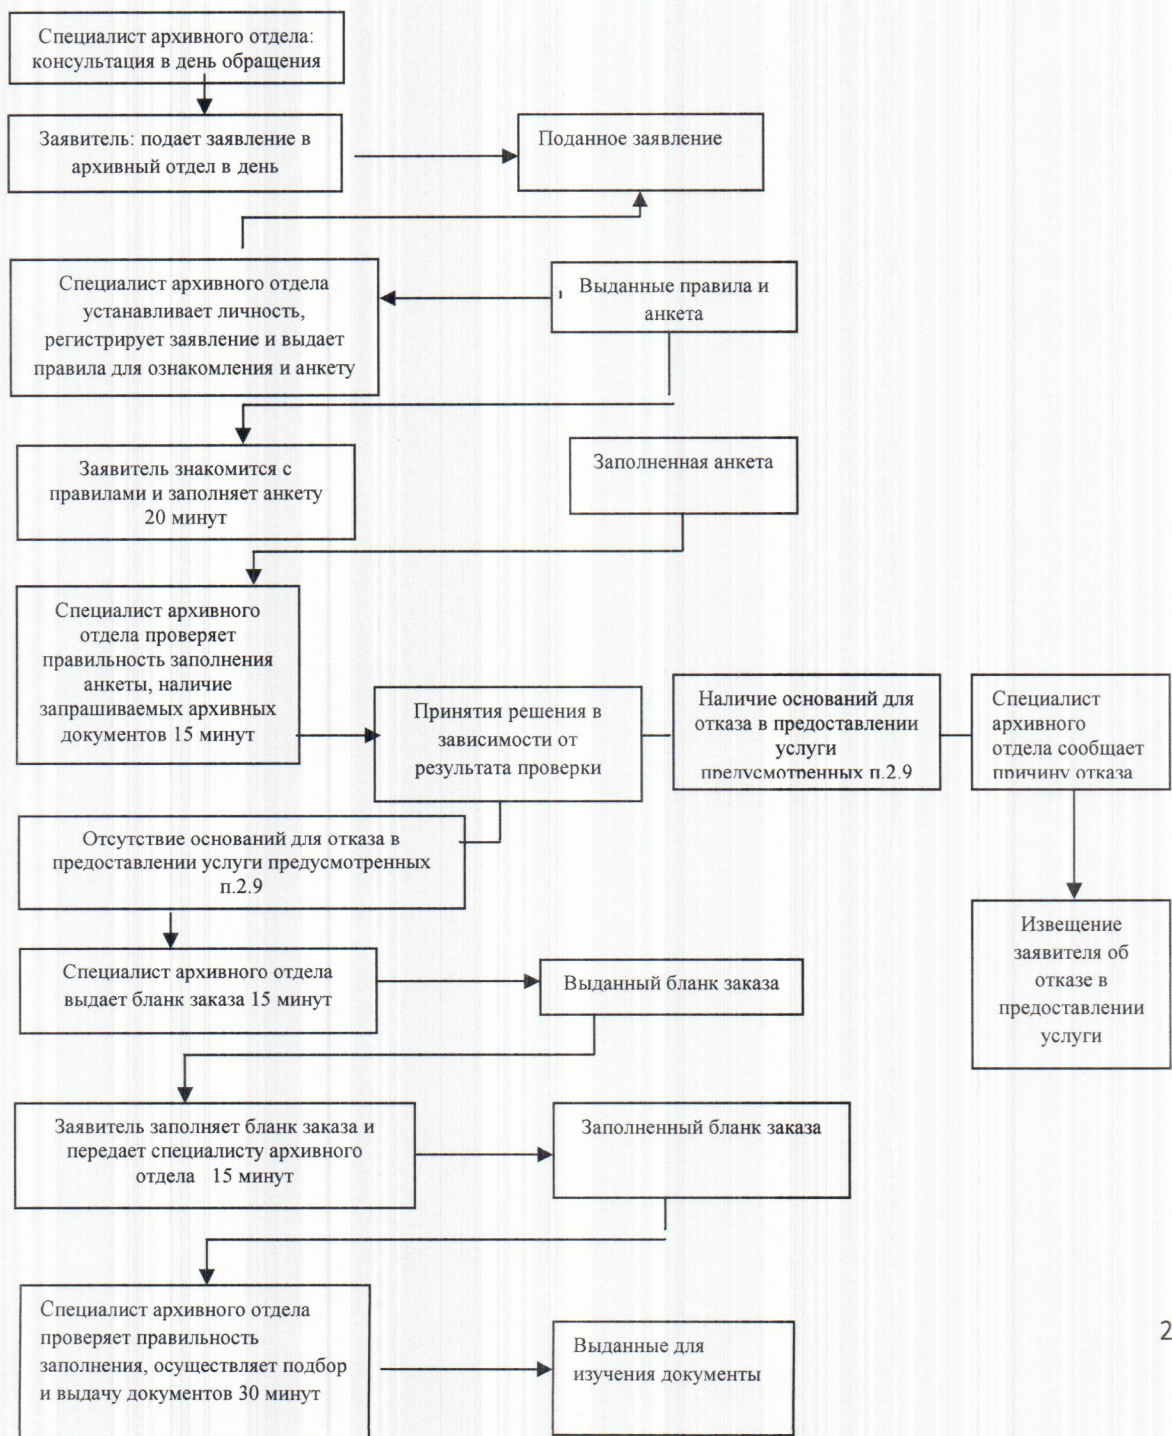 Специалист архивного отдела:
консультация в день обращения
Заявитель: подает заявление в
архивный отдел в день
Поданное заявление
Специалист архивного отдела
устанавливает личность,
регистрирует заявление и выдает
правила для ознакомления и анкету
Выданные правила и
анкета
Заявитель знакомится с
правилами и заполняет анкету
20 минут
Заполненная анкета
Специалист архивного
отдела проверяет
правильность заполнения
анкеты, наличие
запрашиваемых архивных
документов 15 минут
Принятия решения в
зависимости от
результата проверки
Наличие оснований для
отказа в предоставлении
услуги
предусмотренных п.2.9
Специалист
архивного
отдела сообщает
причину отказа
Отсутствие оснований для отказа в
предоставлении услуги предусмотренных
п.2.9
Извещение
заявителя об
отказе в
предоставлении
услуги
Специалист архивного отдела
выдает бланк заказа 15 минут
Выданный бланк заказа
Заявитель заполняет бланк заказа и
передает специалисту архивного
отдела 15 минут
Заполненный бланк заказа
Специалист архивного отдела
проверяет правильность
заполнения, осуществляет подбор
и выдачу документов 30 минут
Выданные для
изучения документы
2